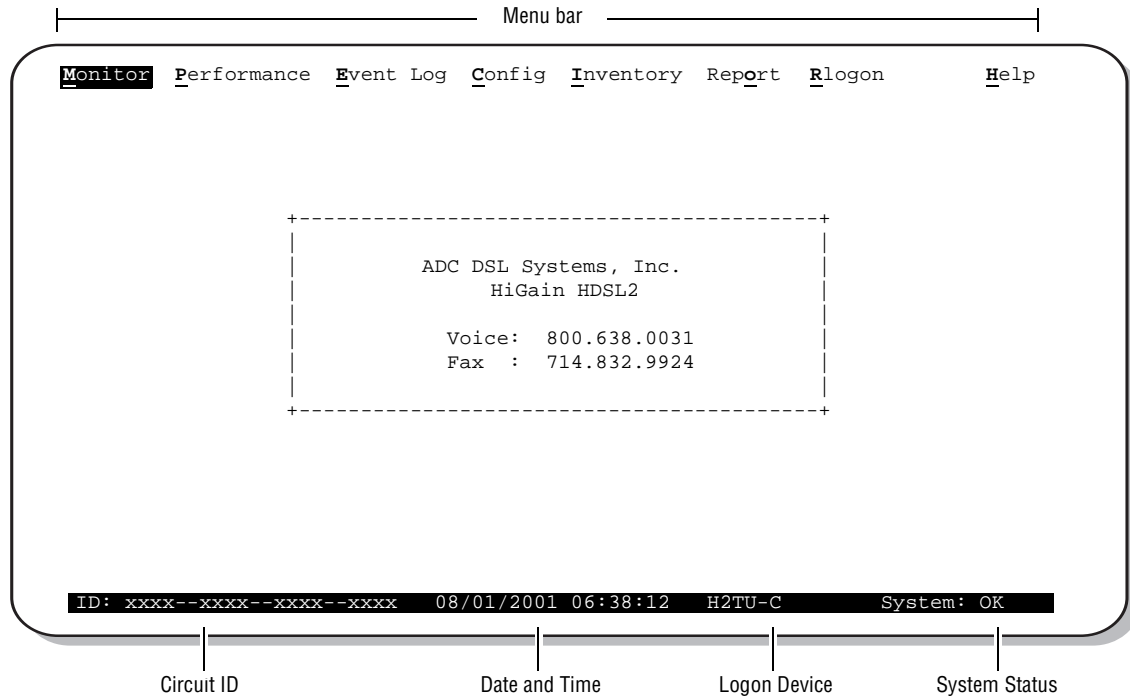 Menu bar
Monitor Performance Event Log Config Inventory Report Rlogon Help
ADC DSL Systems, Inc.
HiGain HDSL2
Voice: 800.638.0031
Fax : 714.832.9924
ID: xxxx--xxxx--xxxx--xxxx 08/01/2001 06:38:12 H2TU-C System: OK
Circuit ID Date and Time Logon Device System Status